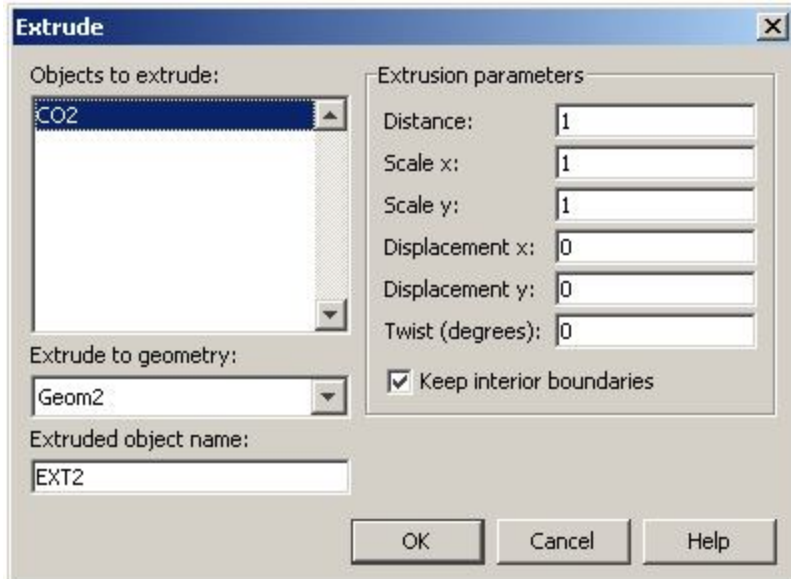 Extrude
Objects to extrude:
CO2
Extrude to geometry:
Geom2
Extruded object name:
EXT2
Extrusion parameters
Distance: 1
Scale x: 1
Scale y: 1
Displacement x: 0
Displacement y: 0
Twist (degrees): 0
Keep interior boundaries
OK Cancel Help